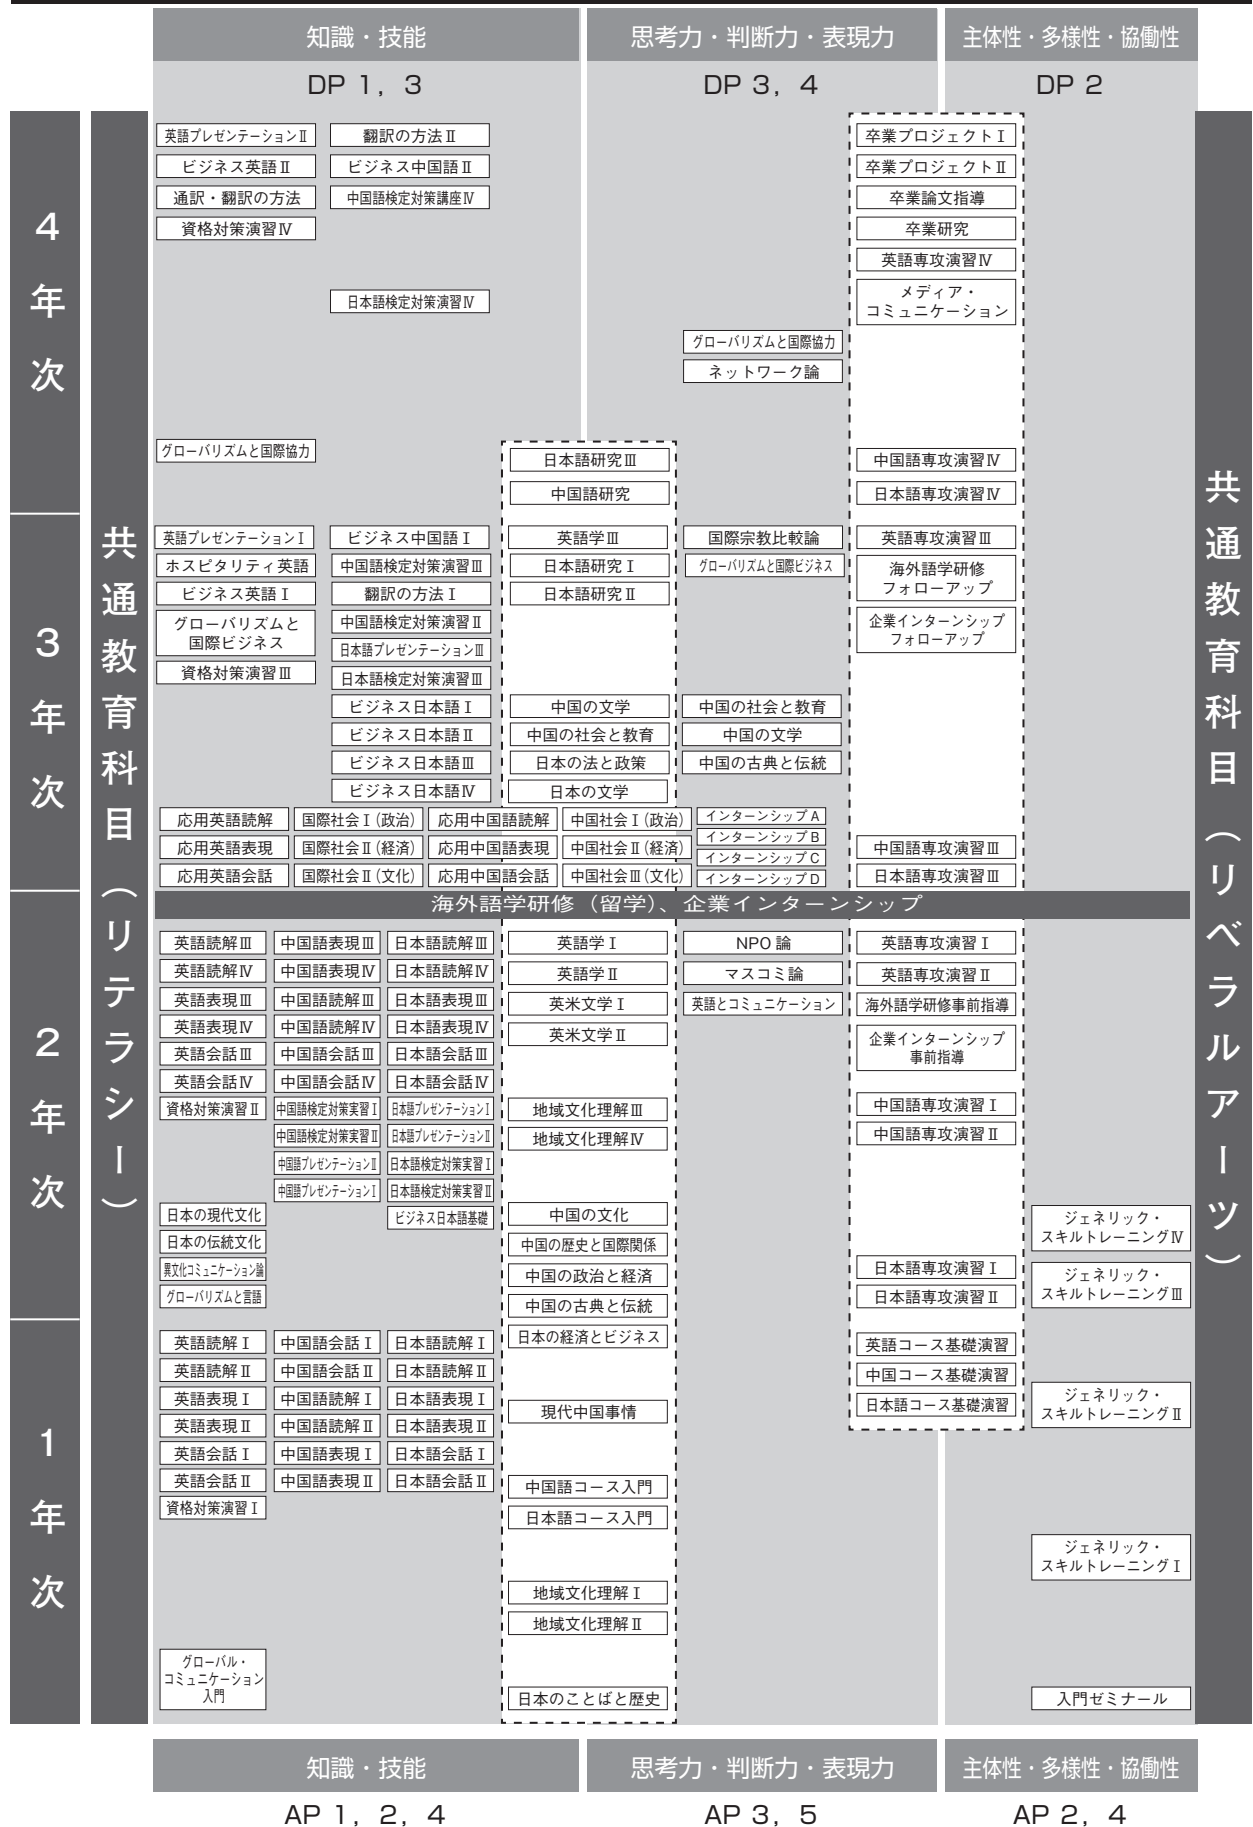 知識・技能
思考力・判断力・表現力
主体性・多様性・協働性
DP 1, 3
DP 3, 4
DP 2
4年次
3年次
2年次
1年次
共通教育科目(リテラシー)
共通教育科目(リベラルアーツ)
英語プレゼンテーションⅡ
翻訳の方法Ⅱ
卒業プロジェクトⅠ
ビジネス英語Ⅱ
ビジネス中国語Ⅱ
卒業プロジェクトⅡ
通訳・翻訳の方法
中国語検定対策講座Ⅳ
卒業論文指導
資格対策演習Ⅳ
卒業研究
英語専攻演習Ⅳ
日本語検定対策演習Ⅳ
メディア・
コミュニケーション
グローバリズムと国際協力
ネットワーク論
グローバリズムと国際協力
日本語研究Ⅲ
中国語専攻演習Ⅳ
中国語研究
日本語専攻演習Ⅳ
英語プレゼンテーションⅠ
ビジネス中国語Ⅰ
英語学Ⅲ
国際宗教比較論
英語専攻演習Ⅲ
ホスピタリティ英語
中国語検定対策演習Ⅲ
日本語研究Ⅰ
グローバリズムと国際ビジネス
海外語学研修
フォローアップ
ビジネス英語Ⅰ
翻訳の方法Ⅰ
日本語研究Ⅱ
グローバリズムと
国際ビジネス
中国語検定対策演習Ⅱ
企業インターンシップ
フォローアップ
日本語プレゼンテーションⅢ
資格対策演習Ⅲ
日本語検定対策演習Ⅲ
ビジネス日本語Ⅰ
中国の文学
中国の社会と教育
ビジネス日本語Ⅱ
中国の社会と教育
中国の文学
ビジネス日本語Ⅲ
日本の法と政策
中国の古典と伝統
ビジネス日本語Ⅳ
日本の文学
応用英語読解
国際社会Ⅰ(政治)
応用中国語読解
中国社会Ⅰ(政治)
インターンシップA
インターンシップB
応用英語表現
国際社会Ⅱ(経済)
応用中国語表現
中国社会Ⅱ(経済)
インターンシップC
中国語専攻演習Ⅲ
応用英語会話
国際社会Ⅱ(文化)
応用中国語会話
中国社会Ⅲ(文化)
インターンシップD
日本語専攻演習Ⅲ
海外語学研修(留学)、企業インターンシップ
英語読解Ⅲ
中国語表現Ⅲ
日本語読解Ⅲ
英語学Ⅰ
NPO論
英語専攻演習Ⅰ
英語読解Ⅳ
中国語表現Ⅳ
日本語読解Ⅳ
英語学Ⅱ
マスコミ論
英語専攻演習Ⅱ
英語表現Ⅲ
中国語読解Ⅲ
日本語表現Ⅲ
英米文学Ⅰ
英語とコミュニケーション
海外語学研修事前指導
英語表現Ⅳ
中国語読解Ⅳ
日本語表現Ⅳ
英米文学Ⅱ
企業インターンシップ
事前指導
英語会話Ⅲ
中国語会話Ⅲ
日本語会話Ⅲ
英語会話Ⅳ
中国語会話Ⅳ
日本語会話Ⅳ
資格対策演習Ⅱ
中国語検定対策実習Ⅰ
日本語プレゼンテーションⅠ
地域文化理解Ⅲ
中国語専攻演習Ⅰ
中国語検定対策実習Ⅱ
日本語プレゼンテーションⅡ
地域文化理解Ⅳ
中国語専攻演習Ⅱ
中国語プレゼンテーションⅡ
日本語検定対策実習Ⅰ
中国語プレゼンテーションⅠ
日本語検定対策実習Ⅱ
日本の現代文化
ビジネス日本語基礎
中国の文化
ジェネリック・
スキルトレーニングⅣ
日本の伝統文化
中国の歴史と国際関係
異文化コミュニケーション論
中国の政治と経済
日本語専攻演習Ⅰ
ジェネリック・
スキルトレーニングⅢ
グローバリズムと言語
中国の古典と伝統
日本語専攻演習Ⅱ
英語読解Ⅰ
中国語会話Ⅰ
日本語読解Ⅰ
日本の経済とビジネス
英語コース基礎演習
英語読解Ⅱ
中国語会話Ⅱ
日本語読解Ⅱ
中国コース基礎演習
英語表現Ⅰ
中国語読解Ⅰ
日本語表現Ⅰ
現代中国事情
日本語コース基礎演習
ジェネリック・
スキルトレーニングⅡ
英語表現Ⅱ
中国語読解Ⅱ
日本語表現Ⅱ
英語会話Ⅰ
中国語表現Ⅰ
日本語会話Ⅰ
英語会話Ⅱ
中国語表現Ⅱ
日本語会話Ⅱ
中国語コース入門
資格対策演習Ⅰ
日本語コース入門
ジェネリック・
スキルトレーニングⅠ
地域文化理解Ⅰ
地域文化理解Ⅱ
グローバル・
コミュニケーション
入門
日本のことばと歴史
入門ゼミナール
知識・技能
思考力・判断力・表現力
主体性・多様性・協働性
AP 1, 2, 4
AP 3, 5
AP 2, 4